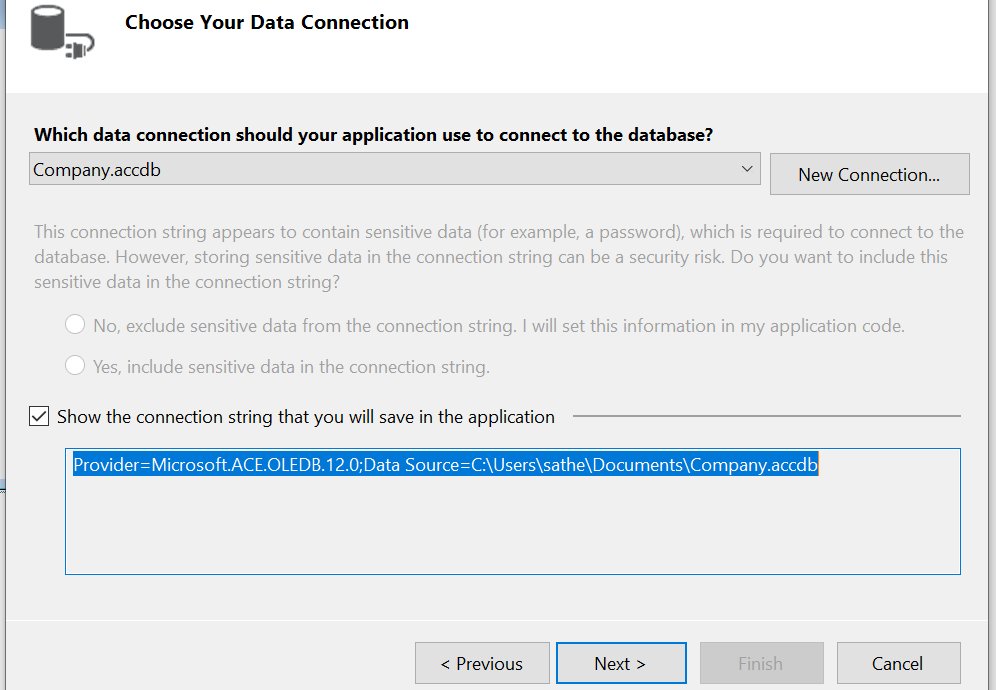 Choose Your Data Connection
Which data connection should your application use to connect to the database?
Company.accdb
New Connection...
This connection string appears to contain sensitive data (for example, a password), which is required to connect to the
database. However, storing sensitive data in the connection string can be a security risk. Do you want to include this
sensitive data in the connection string?
No, exclude sensitive data from the connection string. I will set this information in my application code.
Yes, include sensitive data in the connection string.
Show the connection string that you will save in the application
Provider=Microsoft.ACE.OLEDB.12.0;Data Source=C:\Users\sathe\Documents\Company.accdb
< Previous
Next >
Finish
Cancel